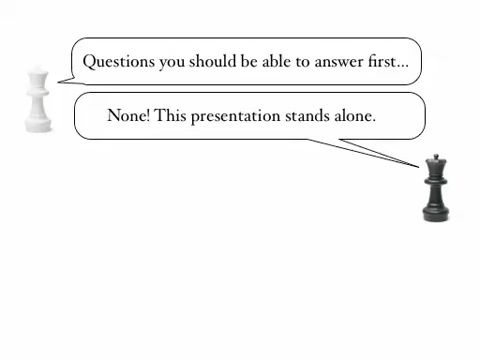 Questions you should be able to answer first...
None! This presentation stands alone.